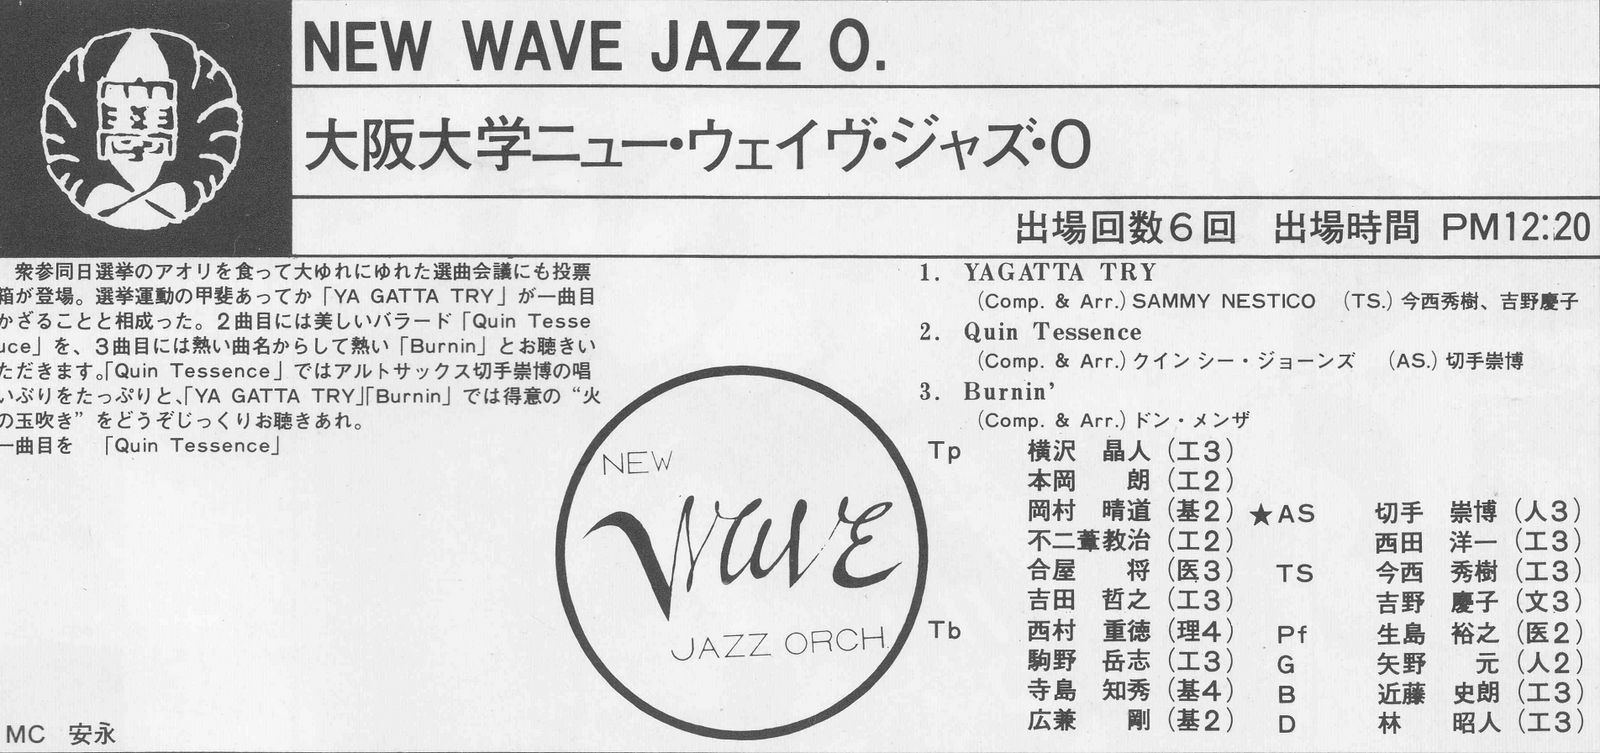 NEW WAVE JAZZ O.
大阪大学ニュー・ウェイヴ・ジャズ・O
出場回数6回 出場時間 PM12:20
衆参同日選挙のアオリを食って大ゆれにゆれた選曲会議にも投票
箱が登場。選挙運動の甲斐あってか「YA GATTA TRY」が一曲目
かざることと相成った。2曲目には美しいバラード「Quin Tesse
uce」を、3曲目には熱い曲名からして熱い「Burnin」とお聴きい
ただきます。「Quin Tessence」ではアルトサックス切手崇博の唱
いぶりをたっぷりと、「YA GATTA TRY」「Burnin」では得意の“火
の玉吹き”をどうぞじっくりお聴きあれ。
一曲目を 「Quin Tessence」
MC 安永
NEW
WAVE
JAZZ ORCH.
1. YAGATTA TRY
(Comp. & Arr.) SAMMY NESTICO (TS.) 今西秀樹、吉野慶子
2. Quin Tessence
(Comp. & Arr.) クインシー・ジョーンズ (AS.) 切手崇博
3. Burnin’
(Comp. & Arr.) ドン・メンザ
Tp 横沢 晶人 (工3)
本岡 朗 (工2)
岡村 晴道 (基2)
不二葦教治 (工2)
合屋 将 (医3)
吉田 哲之 (工3)
Tb 西村 重徳 (理4)
駒野 岳志 (工3)
寺島 知秀 (基4)
広兼 剛 (基2)
★AS 切手 崇博 (人3)
西田 洋一 (工3)
TS 今西 秀樹 (工3)
吉野 慶子 (文3)
Pf 生島 裕之 (医2)
G 矢野 元 (人2)
B 近藤 史朗 (工3)
D 林 昭人 (工3)